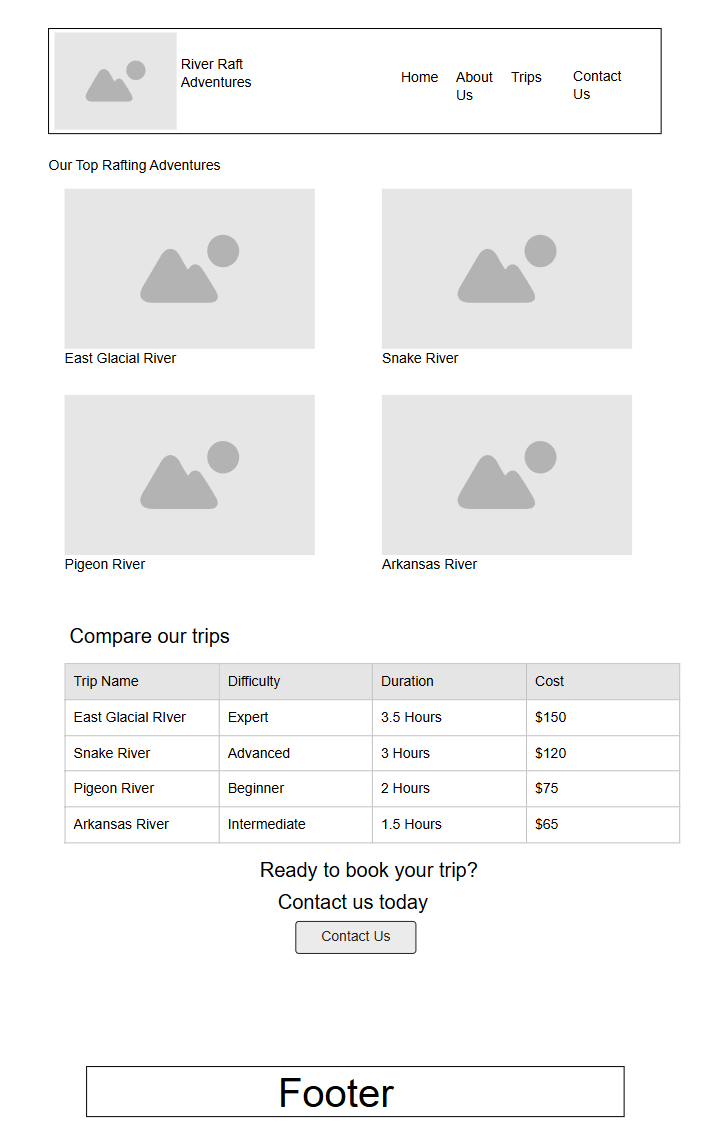 River Raft
Adventures
Home
About
Us
Trips
Contact
Us
Our Top Rafting Adventures
East Glacial River
Snake River
Pigeon River
Arkansas River
Compare our trips
Trip Name Difficulty Duration Cost
East Glacial RIver Expert 3.5 Hours $150
Snake River Advanced 3 Hours $120
Pigeon River Beginner 2 Hours $75
Arkansas River Intermediate 1.5 Hours $65
Ready to book your trip?
Contact us today
Contact Us
Footer